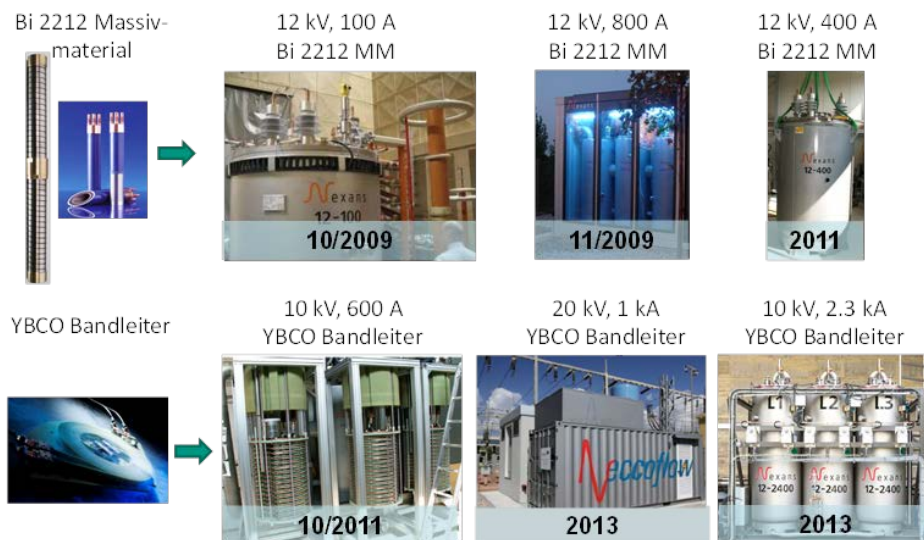 Bi 2212 Massiv-
material
12 kV, 100 A
Bi 2212 MM
12 kV, 800 A
Bi 2212 MM
12 kV, 400 A
Bi 2212 MM
Nexans
12-100
10/2009
Nexans
11/2009
Nexans
12-400
2011
YBCO Bandleiter
10 kV, 600 A
YBCO Bandleiter
20 kV, 1 kA
YBCO Bandleiter
10 kV, 2.3 kA
YBCO Bandleiter
10/2011
eccoflow
2013
L1 L2 L3
Nexans Nexans Nexans
12-2400 12-2400 12-2400
2013